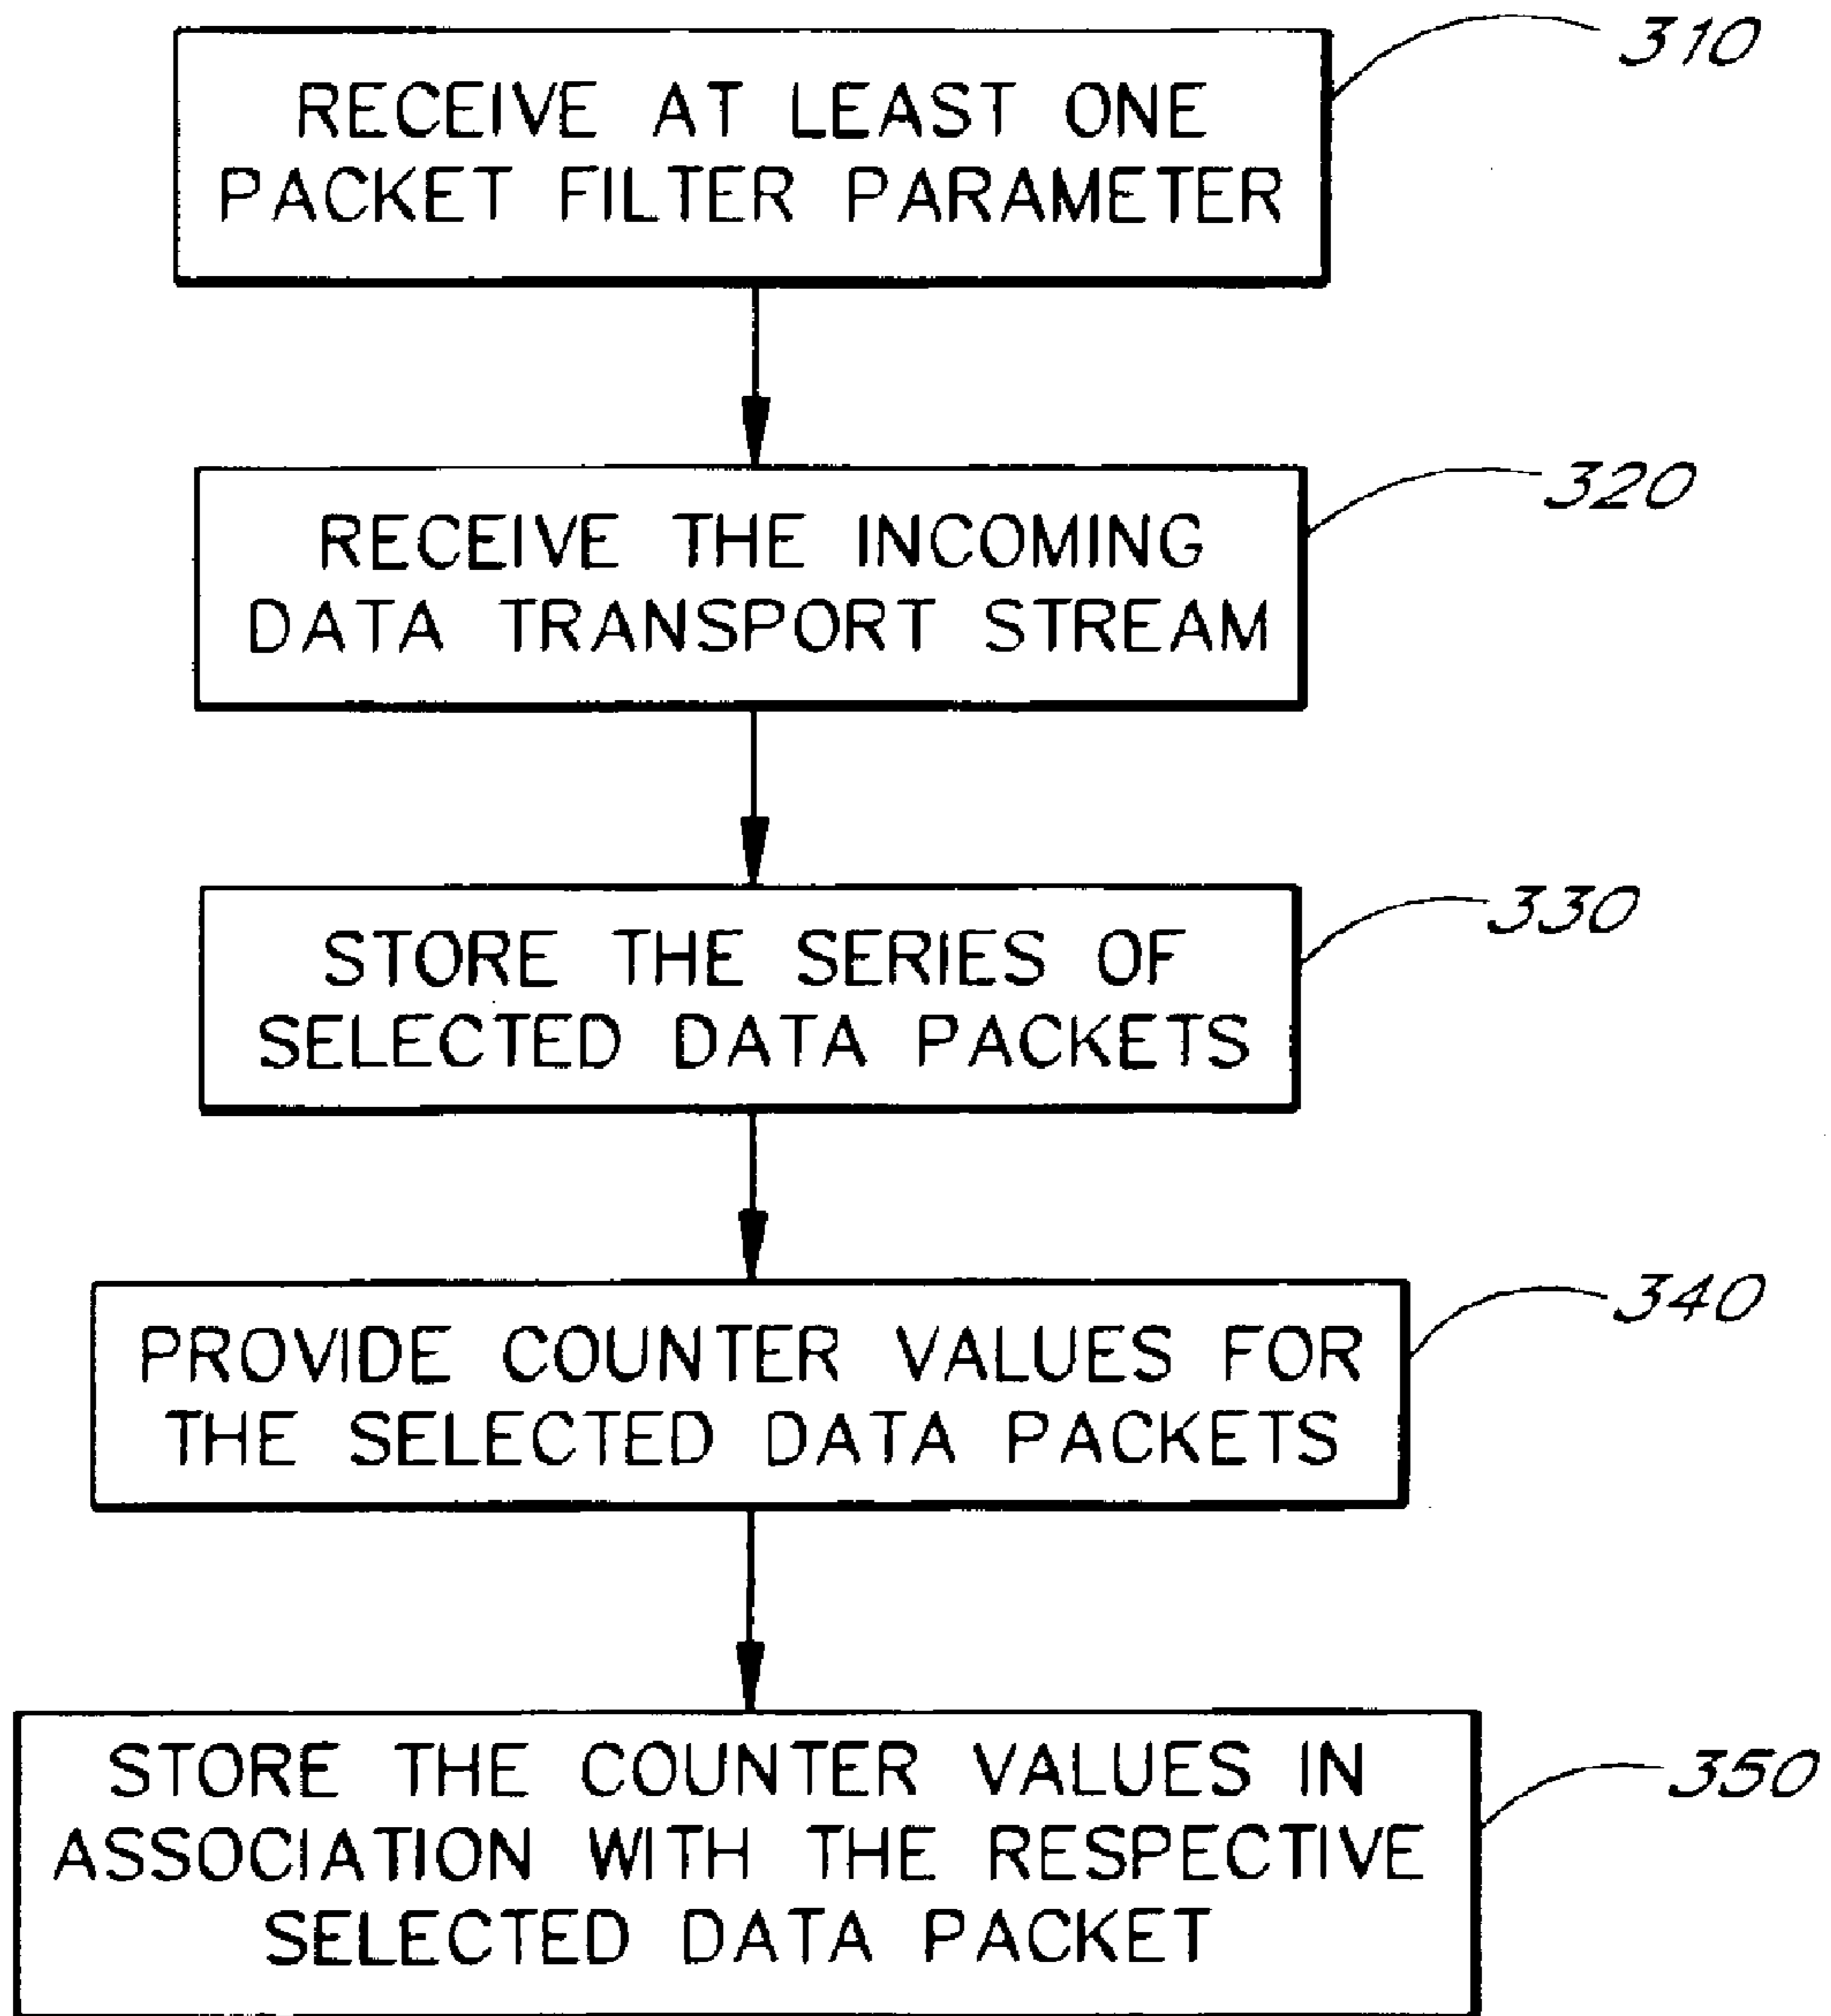 310
RECEIVE AT LEAST ONE
PACKET FILTER PARAMETER
320
RECEIVE THE INCOMING
DATA TRANSPORT STREAM
330
STORE THE SERIES OF
SELECTED DATA PACKETS
340
PROVIDE COUNTER VALUES FOR
THE SELECTED DATA PACKETS
350
STORE THE COUNTER VALUES IN
ASSOCIATION WITH THE RESPECTIVE
SELECTED DATA PACKET